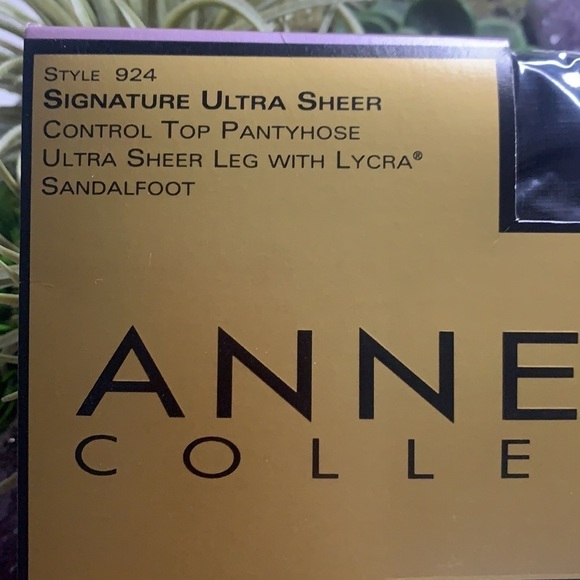 STYLE 924
SIGNATURE ULTRA SHEER
CONTROL TOP PANTYHOSE
ULTRA SHEER LEG WITH LYCRA®
SANDALFOOT
ANNE
COLLE